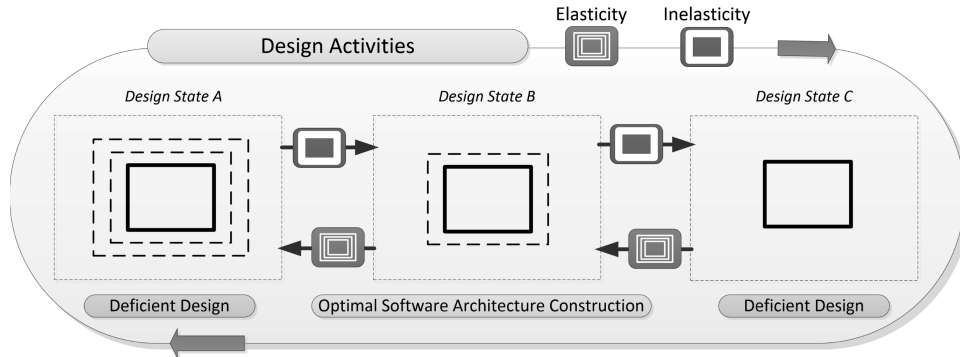 Elasticity
Inelasticity
Design Activities
Design State A
Design State B
Design State C
Deficient Design
Optimal Software Architecture Construction
Deficient Design